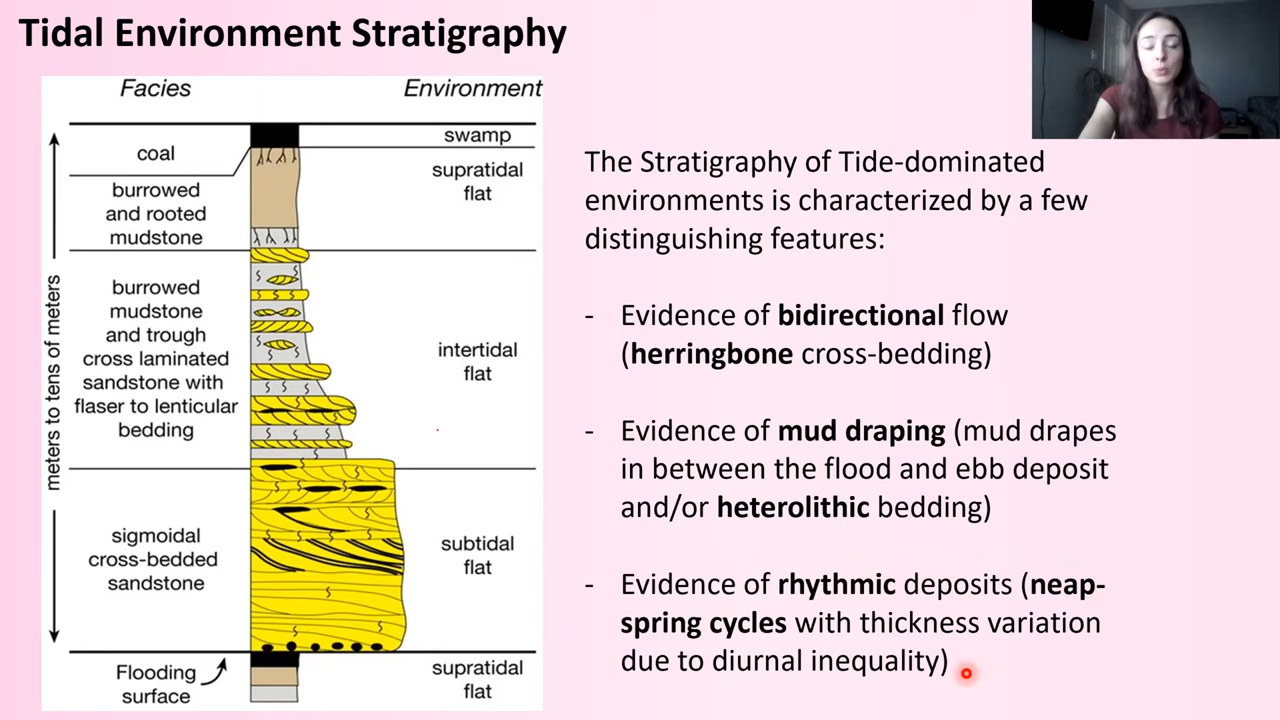 Tidal Environment Stratigraphy
Facies
Environment
swamp
coal
supratidal
flat
burrowed
and rooted
mudstone
meters to tens of meters
burrowed
mudstone
and trough
cross laminated
sandstone with
flaser to lenticular
bedding
intertidal
flat
sigmoidal
cross-bedded
sandstone
subtidal
flat
Flooding
surface
supratidal
flat
The Stratigraphy of Tide-dominated
environments is characterized by a few
distinguishing features:
- Evidence of bidirectional flow
(herringbone cross-bedding)
- Evidence of mud draping (mud drapes
in between the flood and ebb deposit
and/or heterolithic bedding)
- Evidence of rhythmic deposits (neap-
spring cycles with thickness variation
due to diurnal inequality)